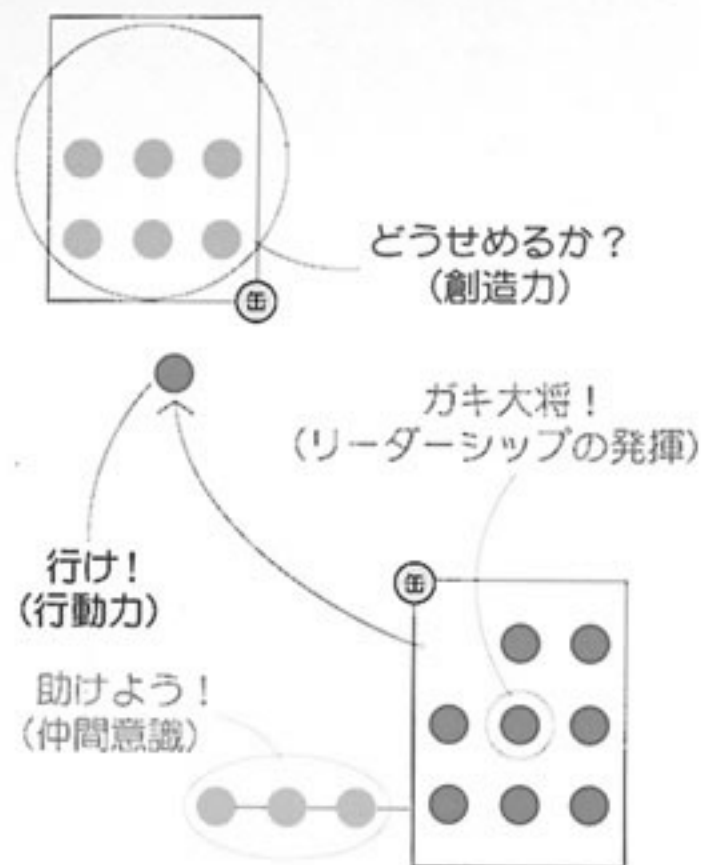 どうせめるか？
（創造力）
缶
ガキ大将！
（リーダーシップの発揮）
行け！
（行動力）
缶
助けよう！
（仲間意識）